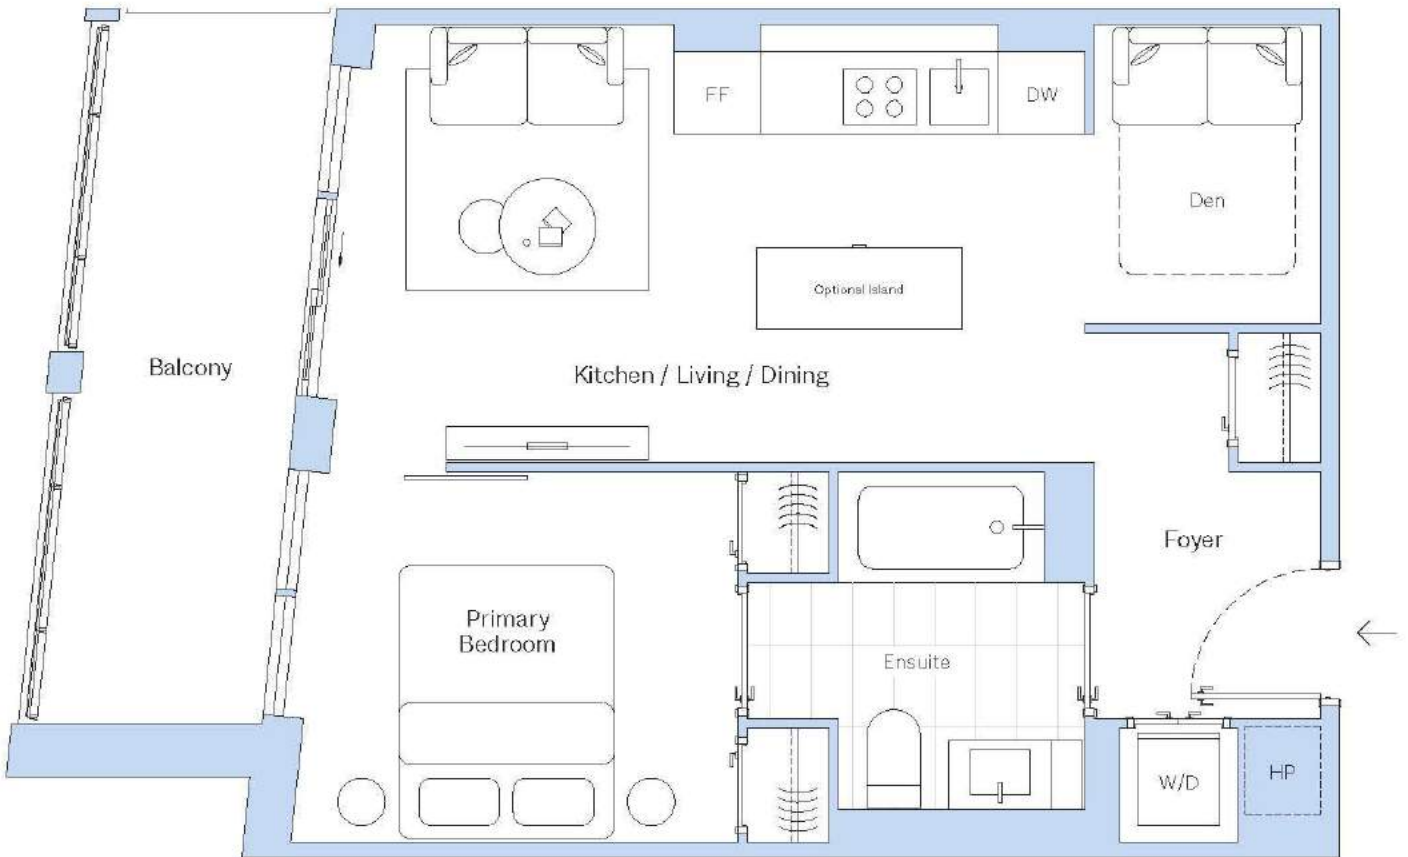 FF
DW
Den
Optional Island
Balcony
Kitchen / Living / Dining
Foyer
Primary
Bedroom
Ensuite
W/D
HP